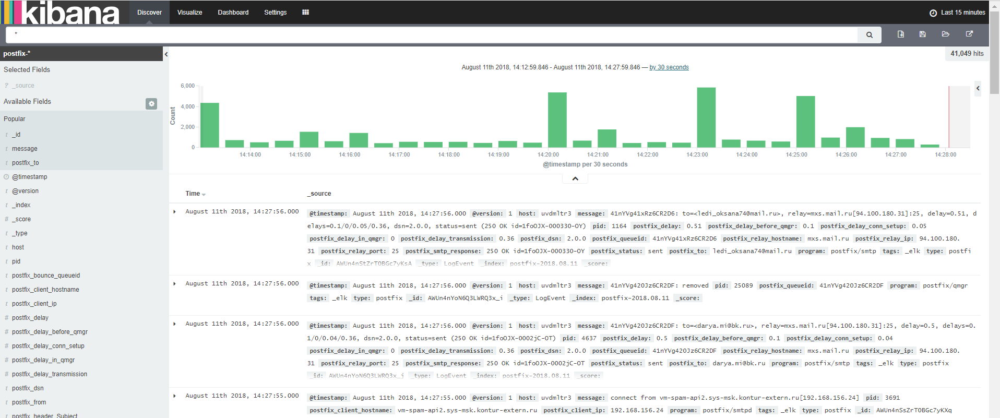 kibana Discover Visualize Dashboard Settings Last 15 minutes
*
postfix-*
41,049 hits
Selected Fields
? _source
Available Fields
Popular
t _id
t message
t postfix_to
@timestamp
t @version
t _index
# _score
t _type
t host
t pid
t postfix_bounce_queueid
t postfix_client_hostname
t postfix_client_ip
# postfix_delay
# postfix_delay_before_qmgr
# postfix_delay_conn_setup
# postfix_delay_in_qmgr
# postfix_delay_transmission
t postfix_dsn
t postfix_from
t postfix_header_Subject
August 11th 2018, 14:12:59.846 - August 11th 2018, 14:27:59.846 — by 30 seconds
Count
6,000
4,000
2,000
0
14:14:00 14:15:00 14:16:00 14:17:00 14:18:00 14:19:00 14:20:00 14:21:00 14:22:00 14:23:00 14:24:00 14:25:00 14:26:00 14:27:00 14:28:00
@timestamp per 30 seconds
Time _source
August 11th 2018, 14:27:56.000 @timestamp: August 11th 2018, 14:27:56.000 @version: 1 host: uvdmltr3 message: 41nYVg41xRz6CR2D6: to=<ledi_oksana74@mail.ru>, relay=mxs.mail.ru[94.100.180.31]:25, delay=0.51, d
elays=0.1/0/0.05/0.36, dsn=2.0.0, status=sent (250 OK id=1foOJX-000330-OY) pid: 1164 postfix_delay: 0.51 postfix_delay_before_qmgr: 0.1 postfix_delay_conn_setup: 0.05
postfix_delay_in_qmgr: 0 postfix_delay_transmission: 0.36 postfix_dsn: 2.0.0 postfix_queueid: 41nYVg41xRz6CR2D6 postfix_relay_hostname: mxs.mail.ru postfix_relay_ip: 94.100.180.
31 postfix_relay_port: 25 postfix_smtp_response: 250 OK id=1foOJX-000330-OY postfix_status: sent postfix_to: ledi_oksana74@mail.ru program: postfix/smtp tags: _elk type: postfi
x _id: AWUn4nStZrTOBGc7yKsA _type: LogEvent _index: postfix-2018.08.11 _score:
August 11th 2018, 14:27:56.000 @timestamp: August 11th 2018, 14:27:56.000 @version: 1 host: uvdmltr3 message: 41nYVg42OJz6CR2DF: removed pid: 25089 postfix_queueid: 41nYVg42OJz6CR2DF program: postfix/qmgr
tags: _elk type: postfix _id: AWUn4nYoN6Q3LWRQ3x_i _type: LogEvent _index: postfix-2018.08.11 _score:
August 11th 2018, 14:27:56.000 @timestamp: August 11th 2018, 14:27:56.000 @version: 1 host: uvdmltr3 message: 41nYVg42OJz6CR2DF: to=<darya.mi@bk.ru>, relay=mxs.mail.ru[94.100.180.31]:25, delay=0.5, delays=0.
1/0/0.04/0.36, dsn=2.0.0, status=sent (250 OK id=1foOJX-0002jC-OT) pid: 4637 postfix_delay: 0.5 postfix_delay_before_qmgr: 0.1 postfix_delay_conn_setup: 0.04
postfix_delay_in_qmgr: 0 postfix_delay_transmission: 0.36 postfix_dsn: 2.0.0 postfix_queueid: 41nYVg42OJz6CR2DF postfix_relay_hostname: mxs.mail.ru postfix_relay_ip: 94.100.180.
31 postfix_relay_port: 25 postfix_smtp_response: 250 OK id=1foOJX-0002jC-OT postfix_status: sent postfix_to: darya.mi@bk.ru program: postfix/smtp tags: _elk type: postfix
_id: AWUn4nYoN6Q3LWRQ3x_j _type: LogEvent _index: postfix-2018.08.11 _score:
August 11th 2018, 14:27:55.000 @timestamp: August 11th 2018, 14:27:55.000 @version: 1 host: uvdmltr3 message: connect from vm-spam-api2.sys-msk.kontur-extern.ru[192.168.156.24] pid: 3691
postfix_client_hostname: vm-spam-api2.sys-msk.kontur-extern.ru postfix_client_ip: 192.168.156.24 program: postfix/smtpd tags: _elk type: postfix _id: AWUn4nSsZrTOBGc7yKXq